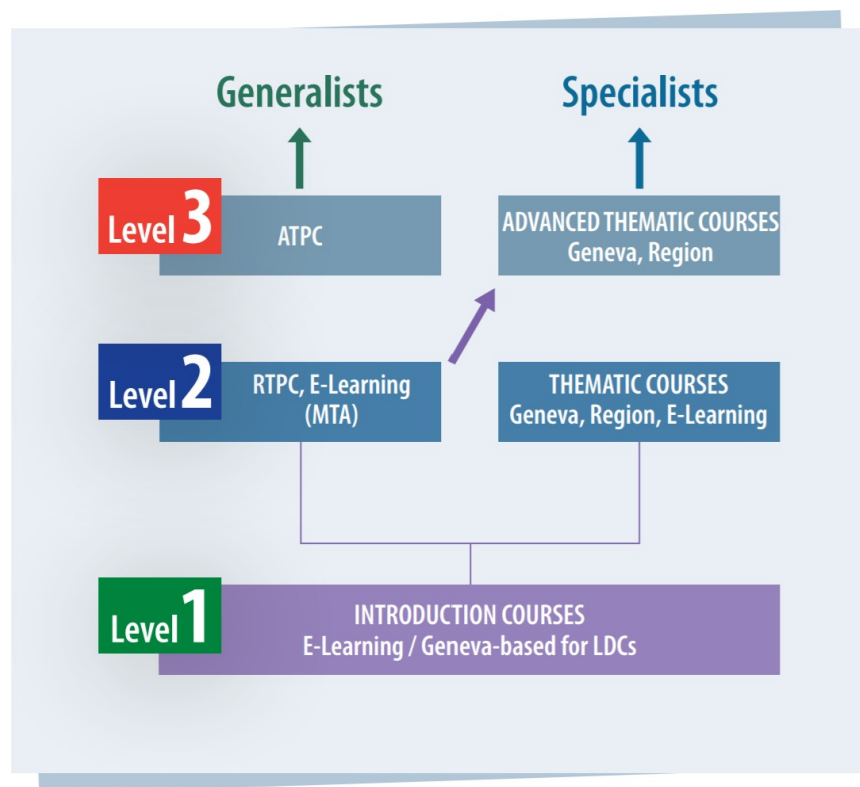 Generalists
Specialists
Level 3
ATPC
ADVANCED THEMATIC COURSES
Geneva, Region
Level 2
RTPC, E-Learning
(MTA)
THEMATIC COURSES
Geneva, Region, E-Learning
Level 1
INTRODUCTION COURSES
E-Learning / Geneva-based for LDCs